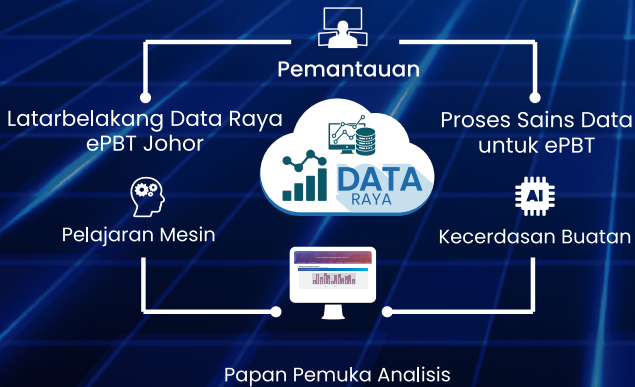 Pemantauan
Latarbelakang Data Raya
ePBT Johor
Proses Sains Data
untuk ePBT
DATA
RAYA
AI
Pelajaran Mesin
Kecerdasan Buatan
Papan Pemuka Analisis